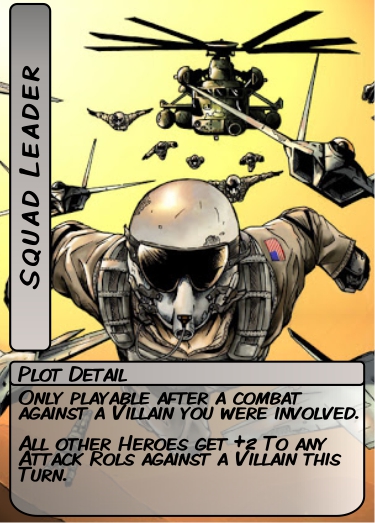 Squad Leader
Plot Detail
Only playable after a combat
against a Villain you were involved.
All other Heroes get +2 To any
Attack Rols against a Villain this
Turn.